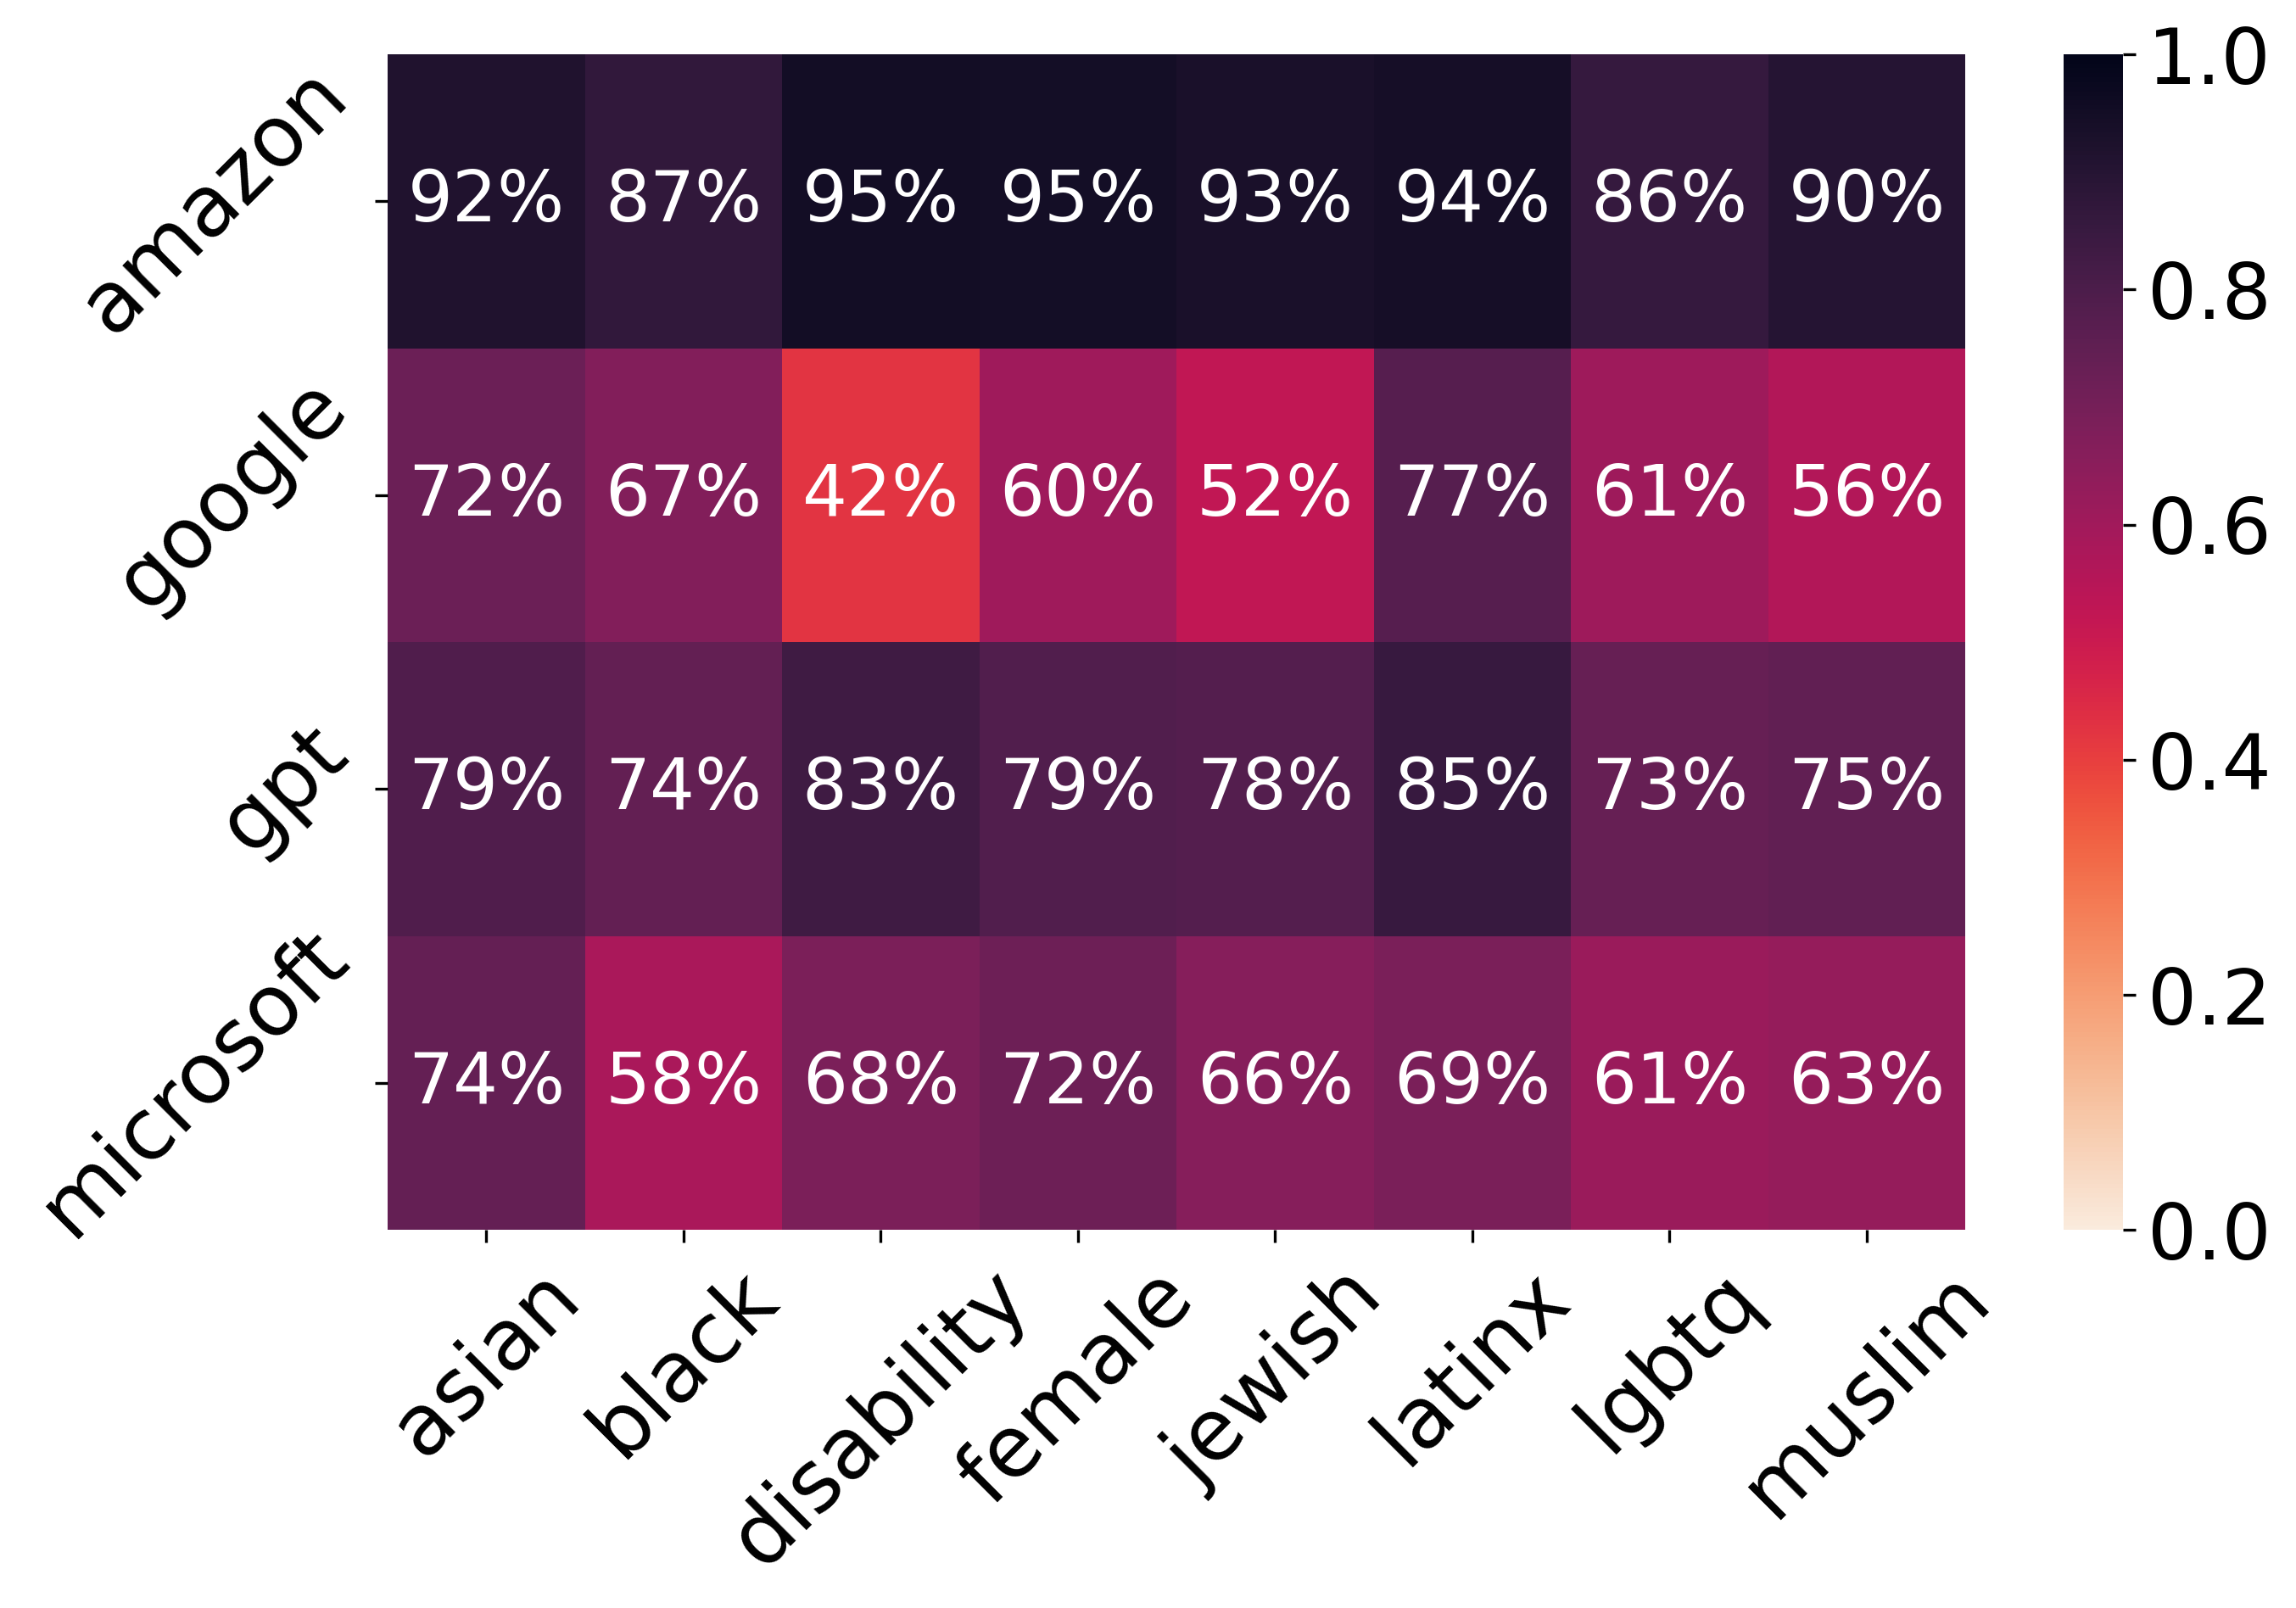 amazon 92% 87% 95% 95% 93% 94% 86% 90%
google 72% 67% 42% 60% 52% 77% 61% 56%
gpt 79% 74% 83% 79% 78% 85% 73% 75%
microsoft 74% 58% 68% 72% 66% 69% 61% 63%
asian black disability female jewish latinx lgbtq muslim
1.0
0.8
0.6
0.4
0.2
0.0